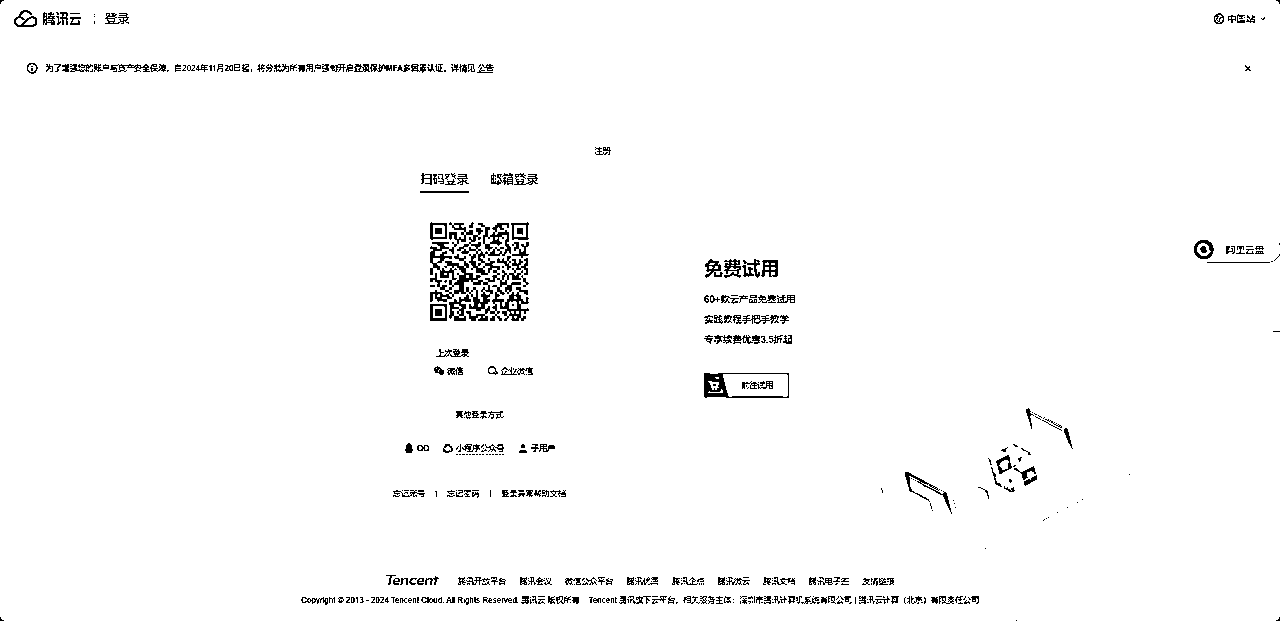 腾讯云 | 登录
中国站
为了增强您的账户与资产安全保障，自2024年11月20日起，将分批为所有用户强制开启登录保护MFA多因素认证。详情见 公告
注册
扫码登录 邮箱登录
阿里云盘
免费试用
60+款云产品免费试用
实践教程手把手教学
专享续费优惠3.5折起
前往试用
上次登录
微信 企业微信
其他登录方式
QQ 小程序公众号 子用户
忘记账号 | 忘记密码 | 登录异常帮助文档
Tencent 腾讯开放平台 腾讯会议 微信公众平台 腾讯优图 腾讯企点 腾讯微云 腾讯文档 腾讯电子签 友情链接
Copyright © 2013 - 2024 Tencent Cloud. All Rights Reserved. 腾讯云 版权所有 Tencent 腾讯旗下云平台，相关服务主体：深圳市腾讯计算机系统有限公司 | 腾讯云计算（北京）有限责任公司